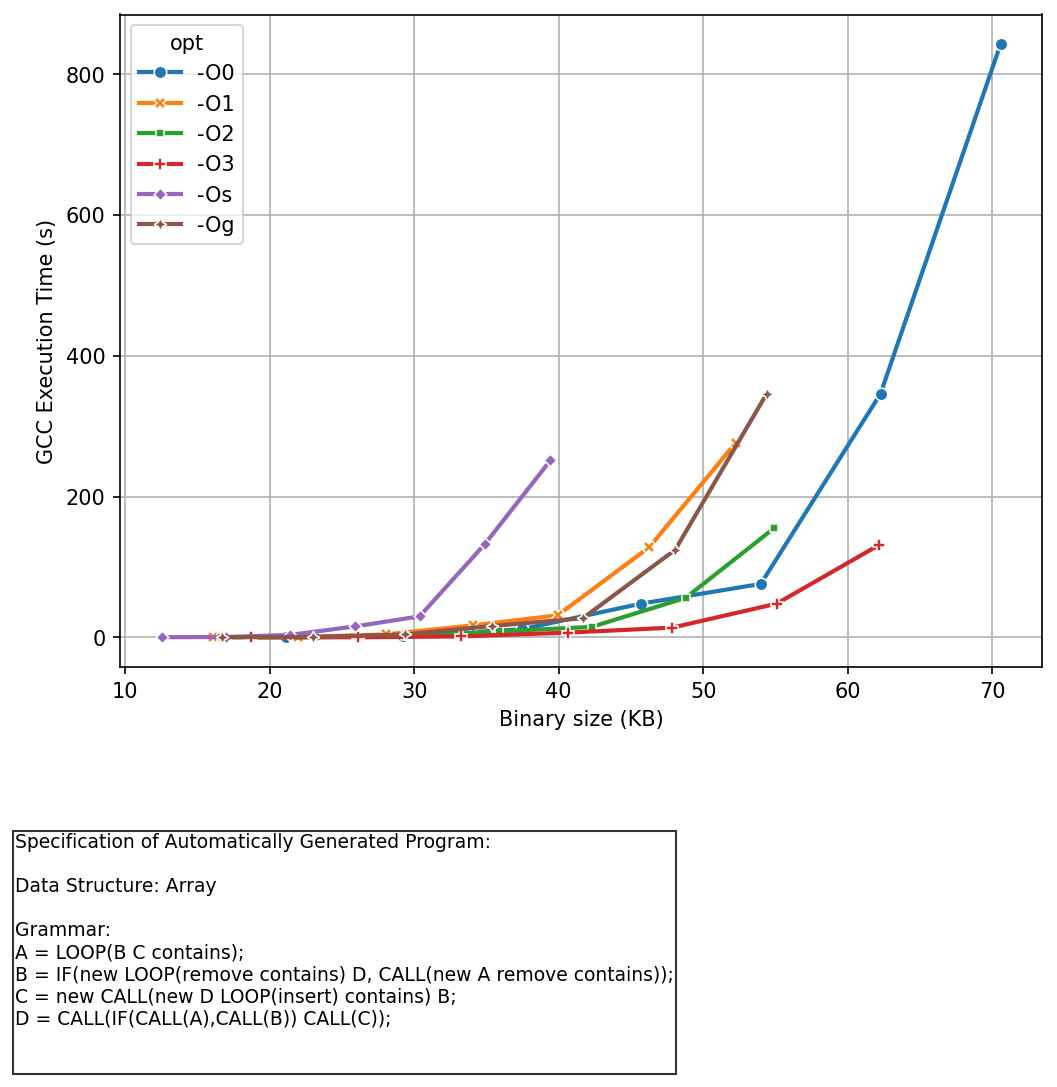 opt
-O0
-O1
-O2
-O3
-Os
-Og
800
600
400
200
0
GCC Execution Time (s)
10 20 30 40 50 60 70
Binary size (KB)
Specification of Automatically Generated Program:
Data Structure: Array
Grammar:
A = LOOP(B C contains);
B = IF(new LOOP(remove contains) D, CALL(new A remove contains));
C = new CALL(new D LOOP(insert) contains) B;
D = CALL(IF(CALL(A),CALL(B)) CALL(C));